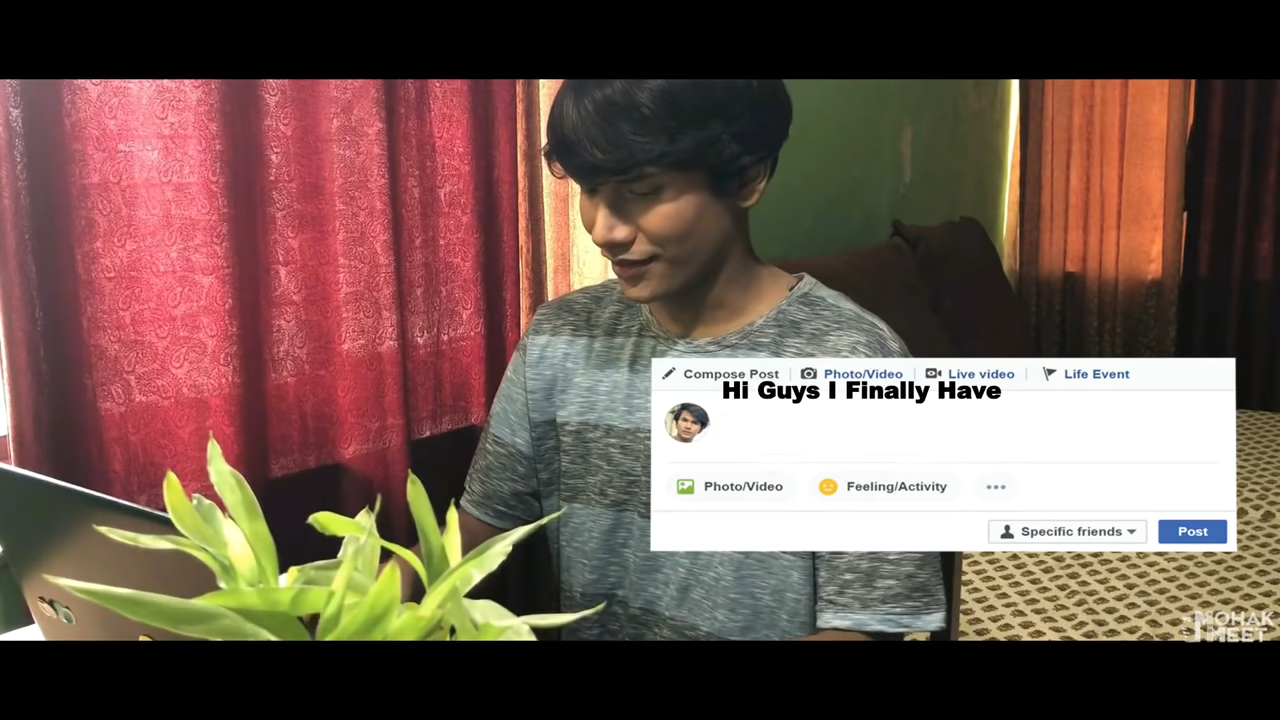 Compose Post Photo/Video Live video Life Event
Hi Guys I Finally Have
Photo/Video Feeling/Activity
Specific friends Post
MOHAK
MEET